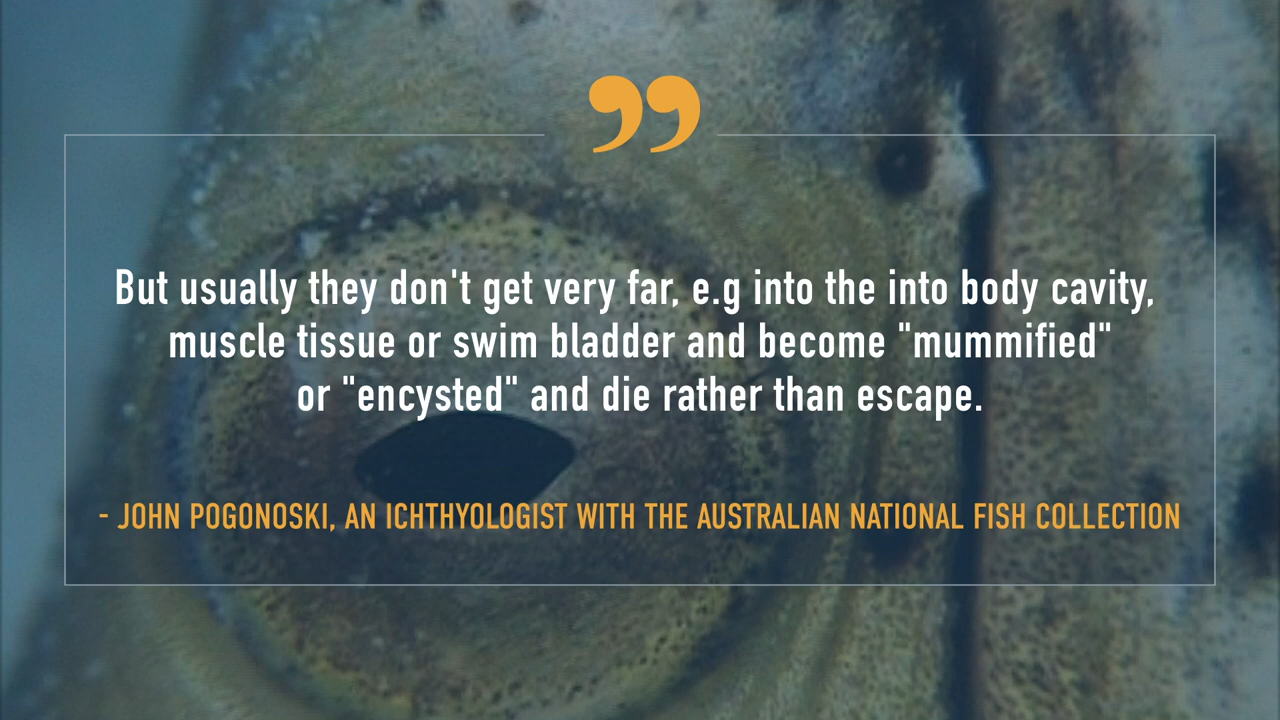 ”
But usually they don't get very far, e.g into the into body cavity,
muscle tissue or swim bladder and become "mummified"
or "encysted" and die rather than escape.
- JOHN POGONOSKI, AN ICHTHYOLOGIST WITH THE AUSTRALIAN NATIONAL FISH COLLECTION